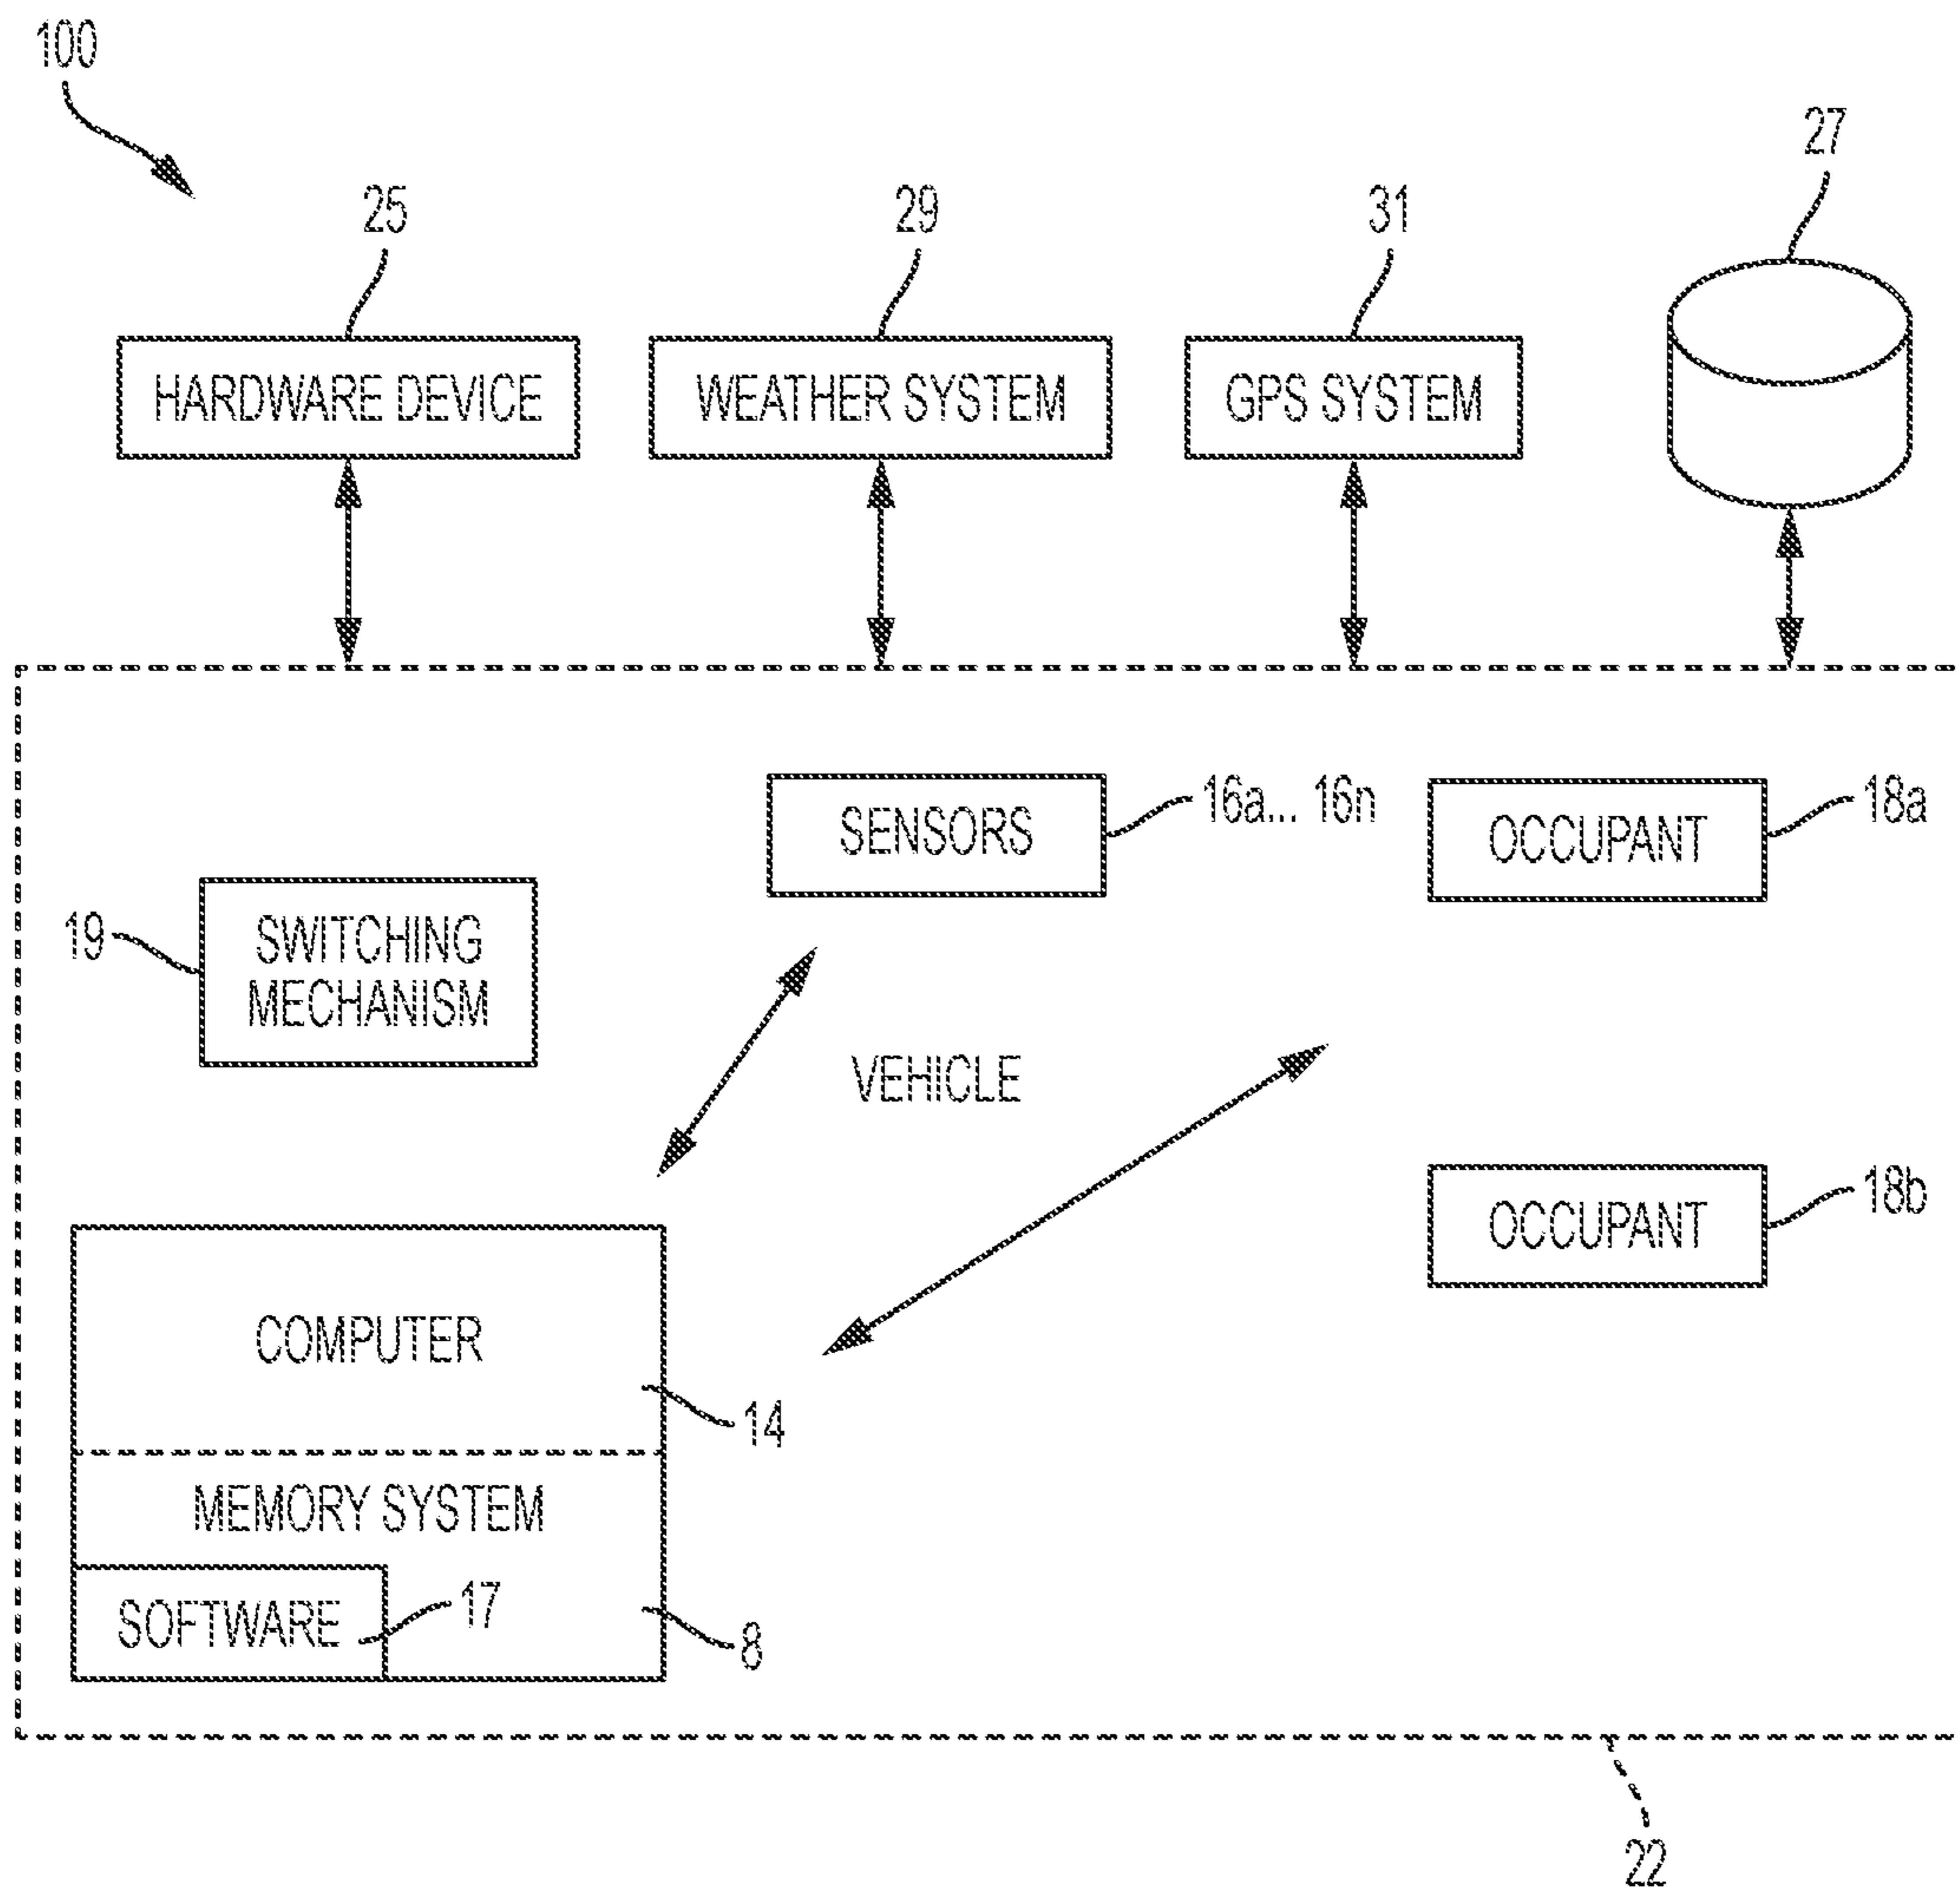 100
27
25
29
31
HARDWARE DEVICE
WEATHER SYSTEM
GPS SYSTEM
SENSORS
16a... 16n
OCCUPANT
18a
19
SWITCHING
MECHANISM
VEHICLE
OCCUPANT
18b
COMPUTER
14
MEMORY SYSTEM
SOFTWARE
17
8
22